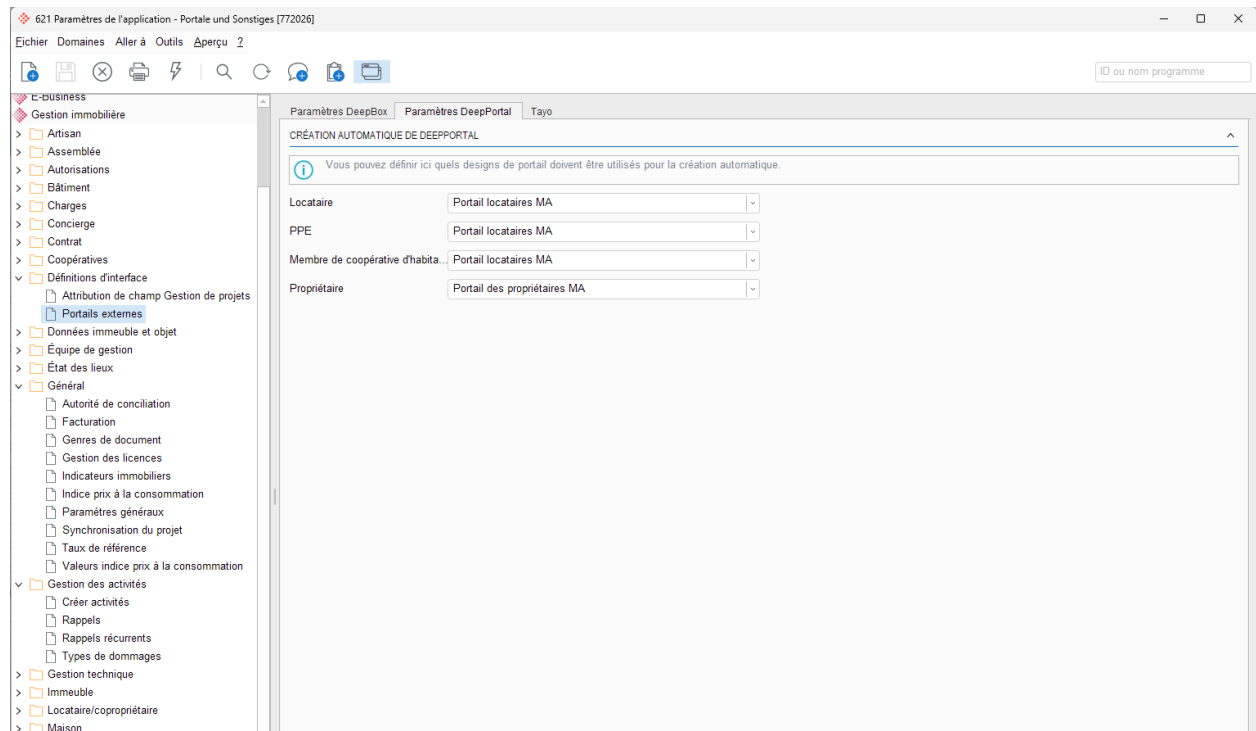 621 Paramètres de l'application - Portale und Sonstiges [772026]
Eichier Domaines Aller à Outils Aperçu ?
ID ou nom programme
E-Business
Gestion immobilière
Artisan
Assemblée
Autorisations
Bâtiment
Charges
Concierge
Contrat
Coopératives
Définitions d'interface
Attribution de champ Gestion de projets
Portails externes
Données immeuble et objet
Équipe de gestion
État des lieux
Général
Autorité de conciliation
Facturation
Genres de document
Gestion des licences
Indicateurs immobiliers
Indice prix à la consommation
Paramètres généraux
Synchronisation du projet
Taux de référence
Valeurs indice prix à la consommation
Gestion des activités
Créer activités
Rappels
Rappels récurrents
Types de dommages
Gestion technique
Immeuble
Locataire/copropriétaire
Maison
Paramètres DeepBox Paramètres DeepPortal Tayo
CRÉATION AUTOMATIQUE DE DEEPPORTAL
Vous pouvez définir ici quels designs de portail doivent être utilisés pour la création automatique.
Locataire Portail locataires MA
PPE Portail locataires MA
Membre de coopérative d'habita... Portail locataires MA
Propriétaire Portail des propriétaires MA